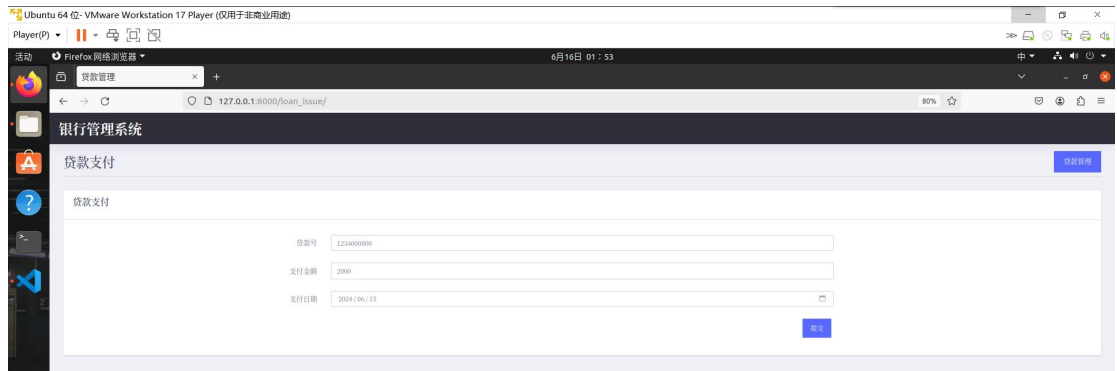 Ubuntu 64 位- VMware Workstation 17 Player (仅用于非商业用途)
Player(P)
活动 Firefox 网络浏览器 6月16日 01：53 中
贷款管理
127.0.0.1:8000/loan_issue/ 80%
银行管理系统
贷款支付 贷款管理
贷款支付
贷款号 1234000000
支付金额 2000
支付日期 2024/06/15
提交